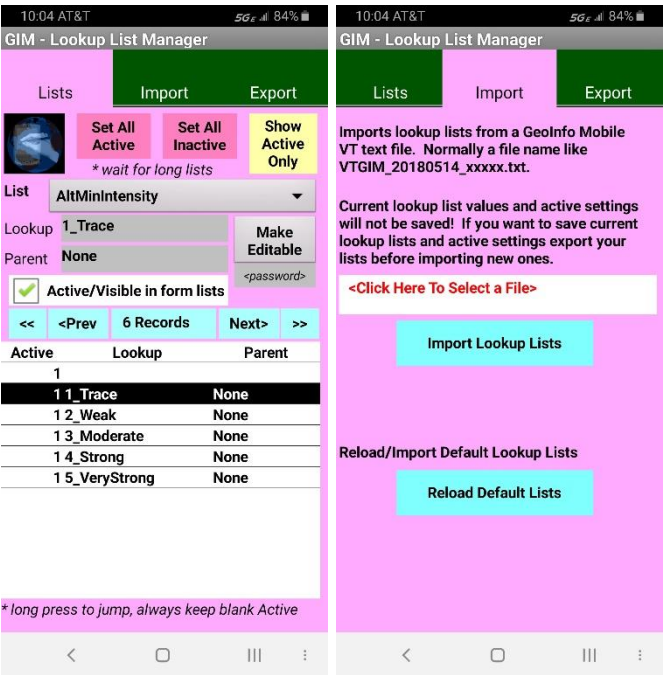 10:04 AT&T 5GE 84%
GIM - Lookup List Manager
Lists Import Export
Set All Active
Set All Inactive
Show Active Only
* wait for long lists
List AltMinIntensity
Lookup 1_Trace
Make Editable
Parent None
<password>
Active/Visible in form lists
<< <Prev 6 Records Next> >>
Active Lookup Parent
1
1 1_Trace None
1 2_Weak None
1 3_Moderate None
1 4_Strong None
1 5_VeryStrong None
* long press to jump, always keep blank Active
10:04 AT&T 5GE 84%
GIM - Lookup List Manager
Lists Import Export
Imports lookup lists from a GeoInfo Mobile
VT text file. Normally a file name like
VTGIM_20180514_xxxxx.txt.
Current lookup list values and active settings
will not be saved! If you want to save current
lookup lists and active settings export your
lists before importing new ones.
<Click Here To Select a File>
Import Lookup Lists
Reload/Import Default Lookup Lists
Reload Default Lists